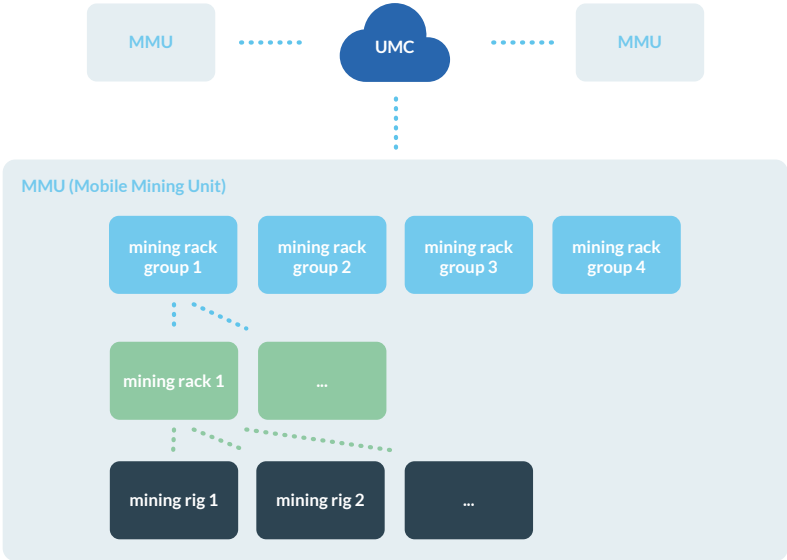 MMU
UMC
MMU
MMU (Mobile Mining Unit)
mining rack
group 1
mining rack
group 2
mining rack
group 3
mining rack
group 4
mining rack 1
...
mining rig 1
mining rig 2
...